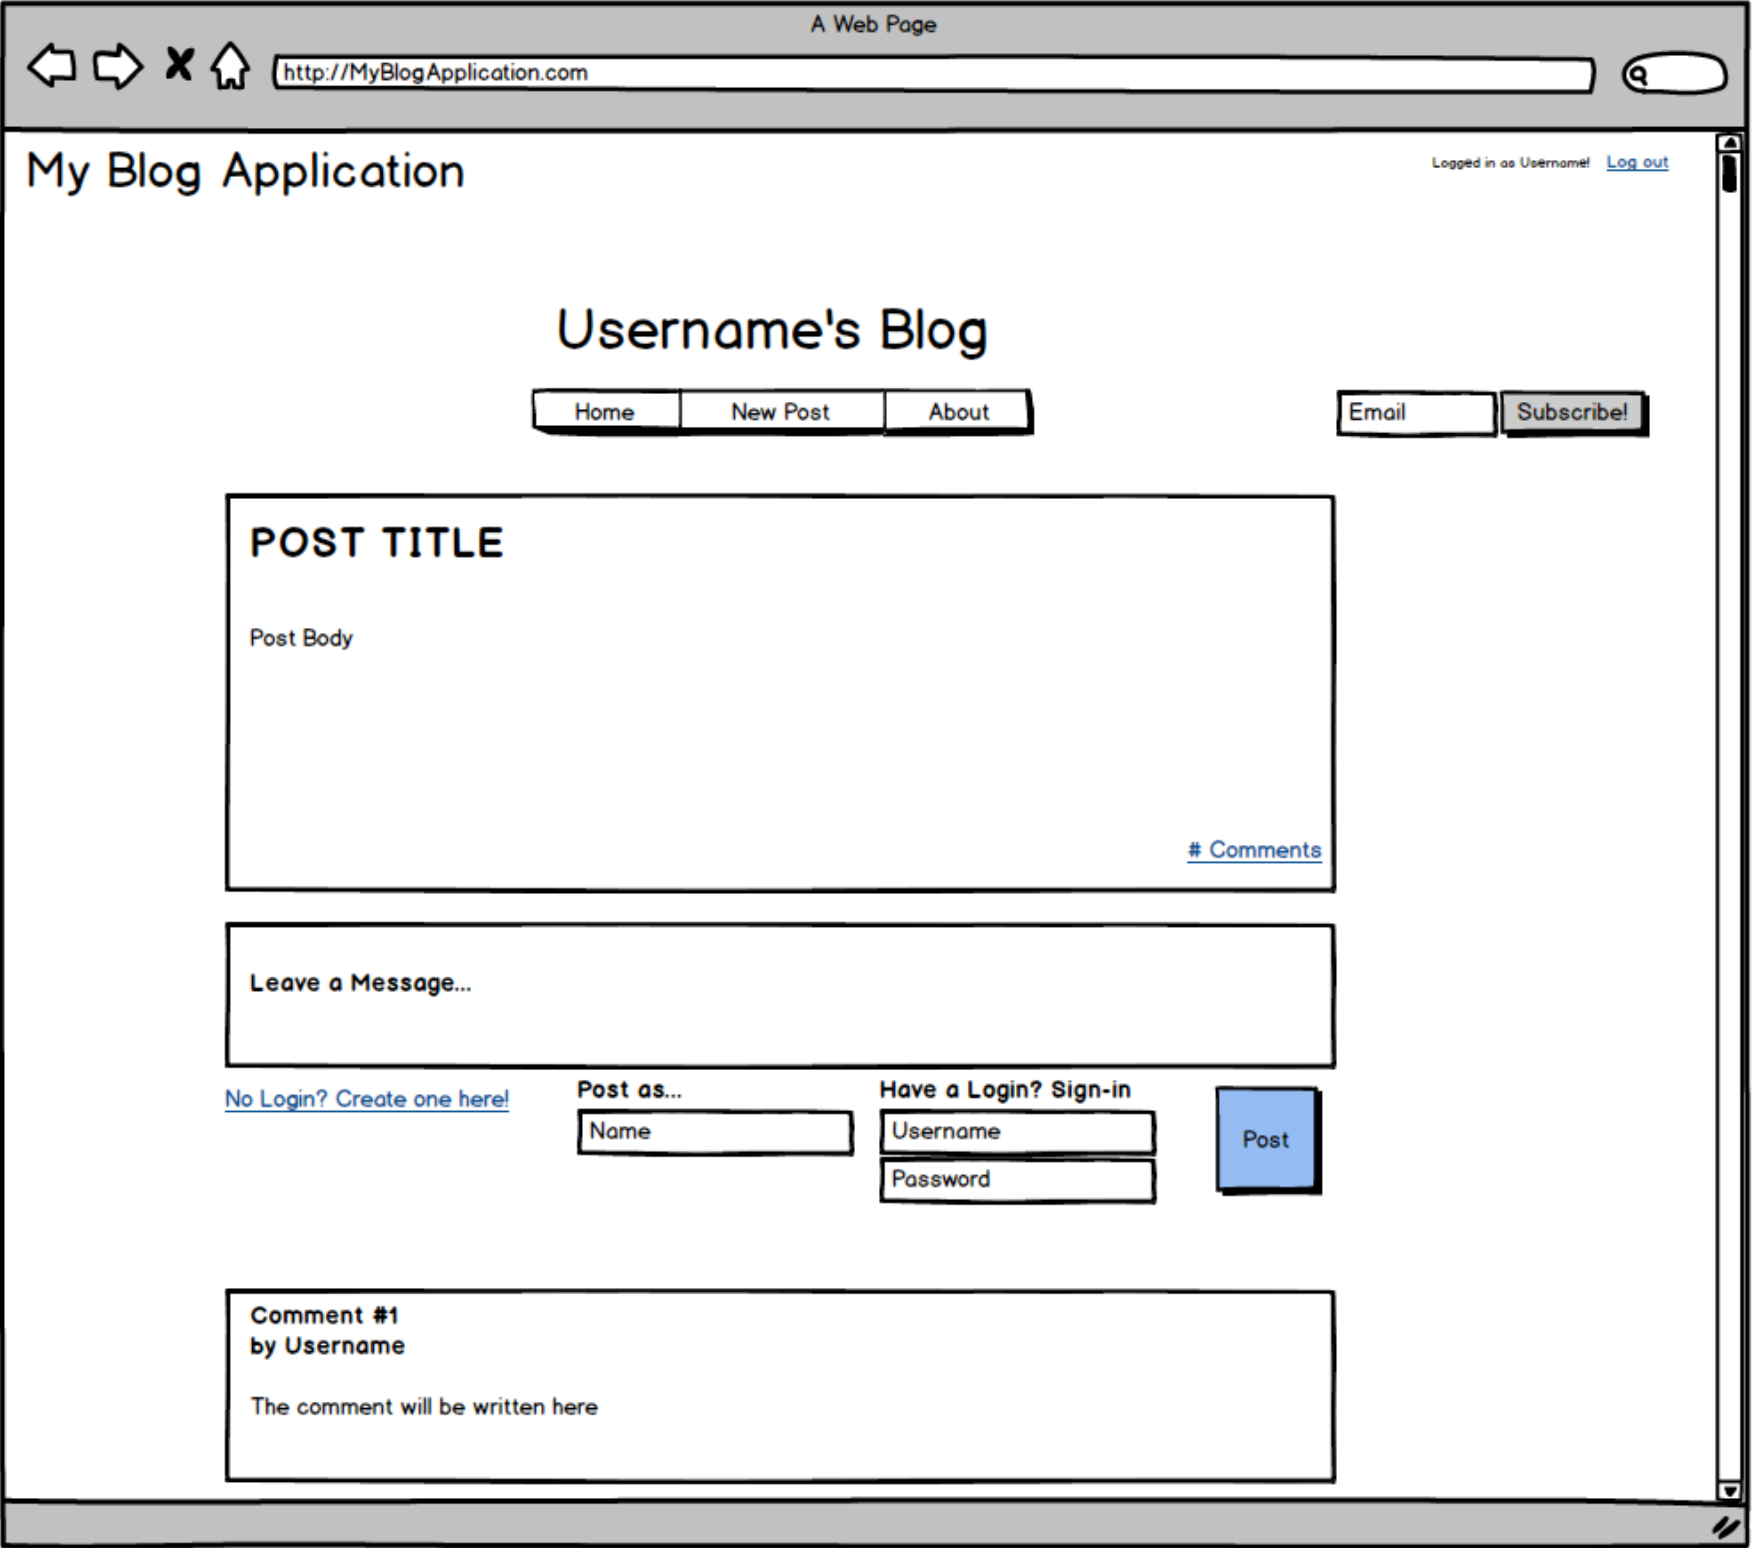 A Web Page
http://MyBlogApplication.com
My Blog Application
Logged in as Username! Log out
Username's Blog
Home New Post About
Email Subscribe!
POST TITLE
Post Body
# Comments
Leave a Message...
No Login? Create one here!
Post as...
Name
Have a Login? Sign-in
Username
Password
Post
Comment #1
by Username
The comment will be written here